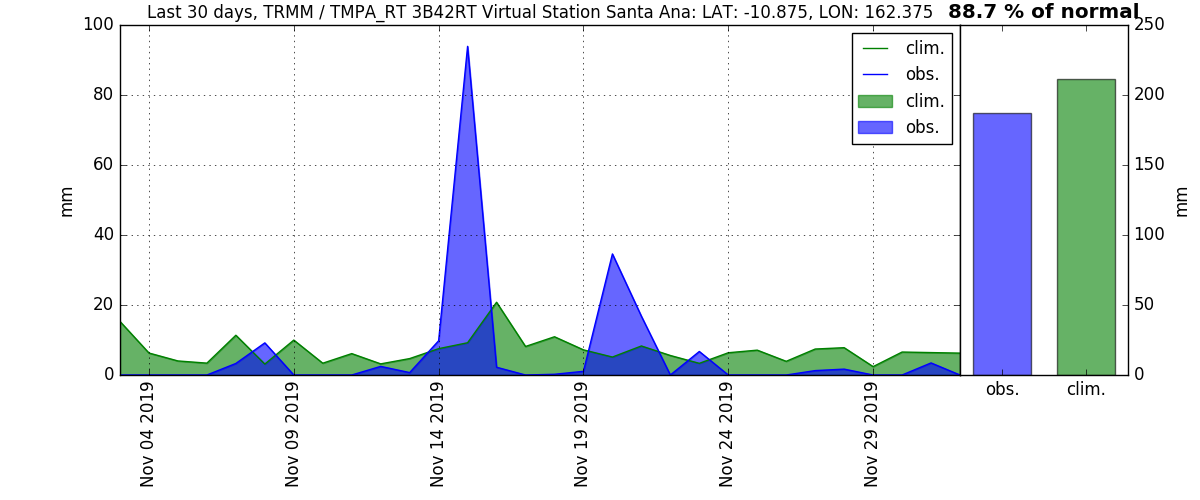 Last 30 days, TRMM / TMPA_RT 3B42RT Virtual Station Santa Ana: LAT: -10.875, LON: 162.375
88.7 % of normal
100
80
60
40
20
0
mm
clim.
obs.
clim.
obs.
250
200
150
100
50
0
mm
obs.
clim.
Nov 04 2019
Nov 09 2019
Nov 14 2019
Nov 19 2019
Nov 24 2019
Nov 29 2019